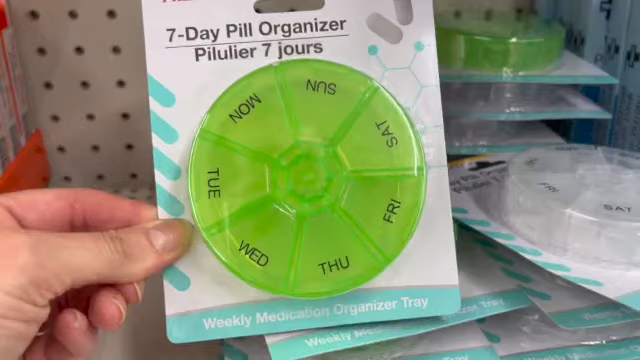 7-Day Pill Organizer
Pilulier 7 jours
SUN
MON
SAT
TUE
FRI
WED
THU
Weekly Medication Organizer Tray
FRI
SAT